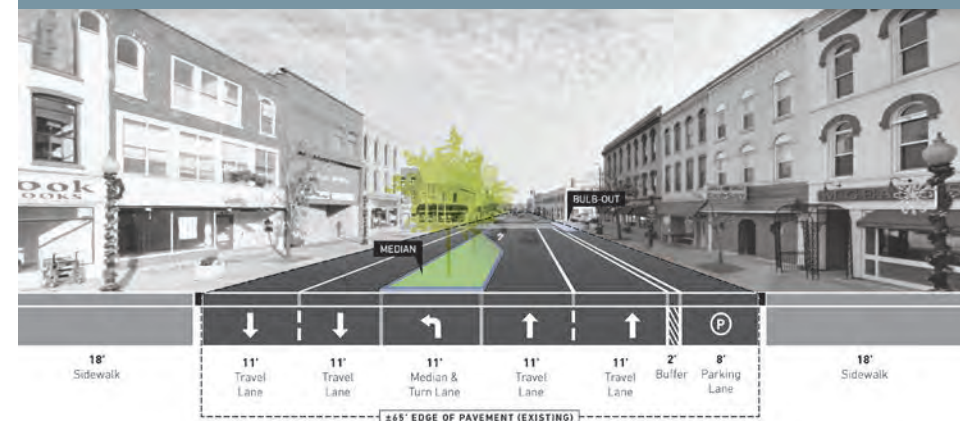 OOK
OOKS
MEDIAN
BULB-OUT
P
18'
Sidewalk
11'
Travel
Lane
11'
Travel
Lane
11'
Median &
Turn Lane
11'
Travel
Lane
11'
Travel
Lane
2'
Buffer
8'
Parking
Lane
18'
Sidewalk
±65' EDGE OF PAVEMENT (EXISTING)